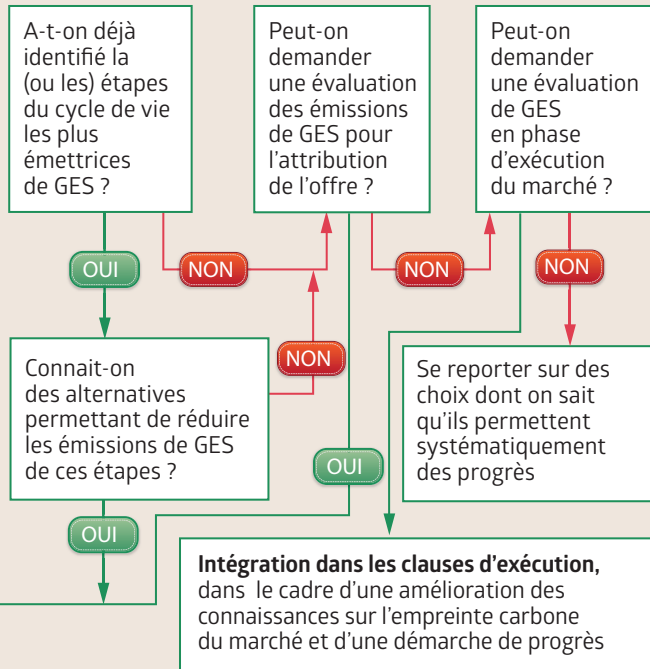 A-t-on déjà
identifié la
(ou les) étapes
du cycle de vie
les plus
émettrices
de GES ?
Peut-on
demander
une évaluation
des émissions
de GES pour
l'attribution
de l'offre ?
Peut-on
demander
une évaluation
de GES
en phase
d'exécution
du marché ?
OUI
NON
NON
NON
NON
Connait-on
des alternatives
permettant de réduire
les émissions de GES
de ces étapes ?
Se reporter sur des
choix dont on sait
qu'ils permettent
systématiquement
des progrès
OUI
OUI
Intégration dans les clauses d'exécution,
dans le cadre d'une amélioration des
connaissances sur l'empreinte carbone
du marché et d'une démarche de progrès